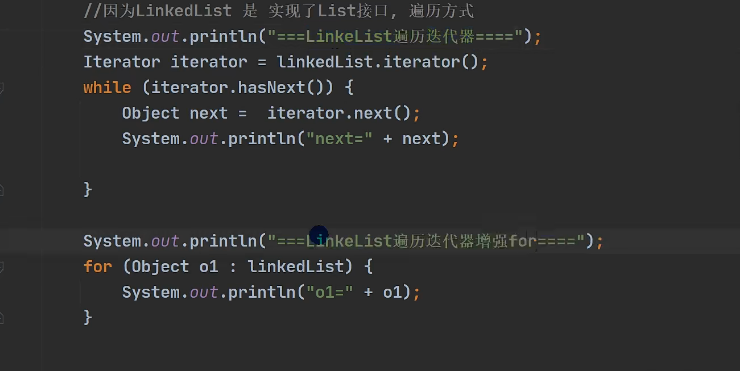 //因为LinkedList 是 实现了List接口, 遍历方式
System.out.println("===LinkeList遍历迭代器====");
Iterator iterator = linkedList.iterator();
while (iterator.hasNext()) {
Object next =  iterator.next();
System.out.println("next=" + next);
}
System.out.println("===LinkeList遍历迭代器增强for====");
for (Object o1 : linkedList) {
System.out.println("o1=" + o1);
}